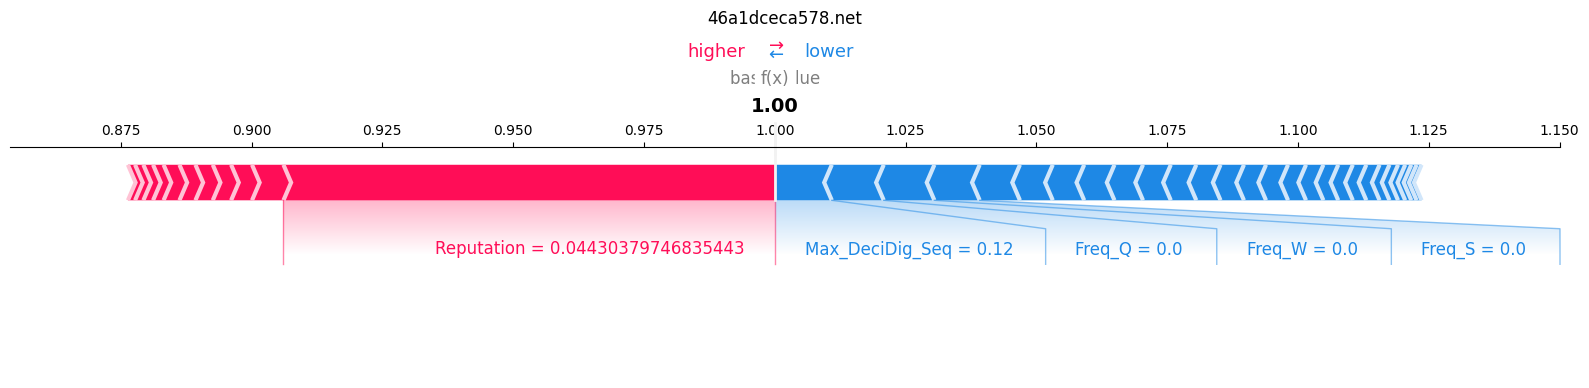 46a1dceca578.net
higher ⇄ lower
f(x)
1.00
0.875 0.900 0.925 0.950 0.975 1.000 1.025 1.050 1.075 1.100 1.125 1.150
Reputation = 0.04430379746835443 Max_DeciDig_Seq = 0.12 Freq_Q = 0.0 Freq_W = 0.0 Freq_S = 0.0